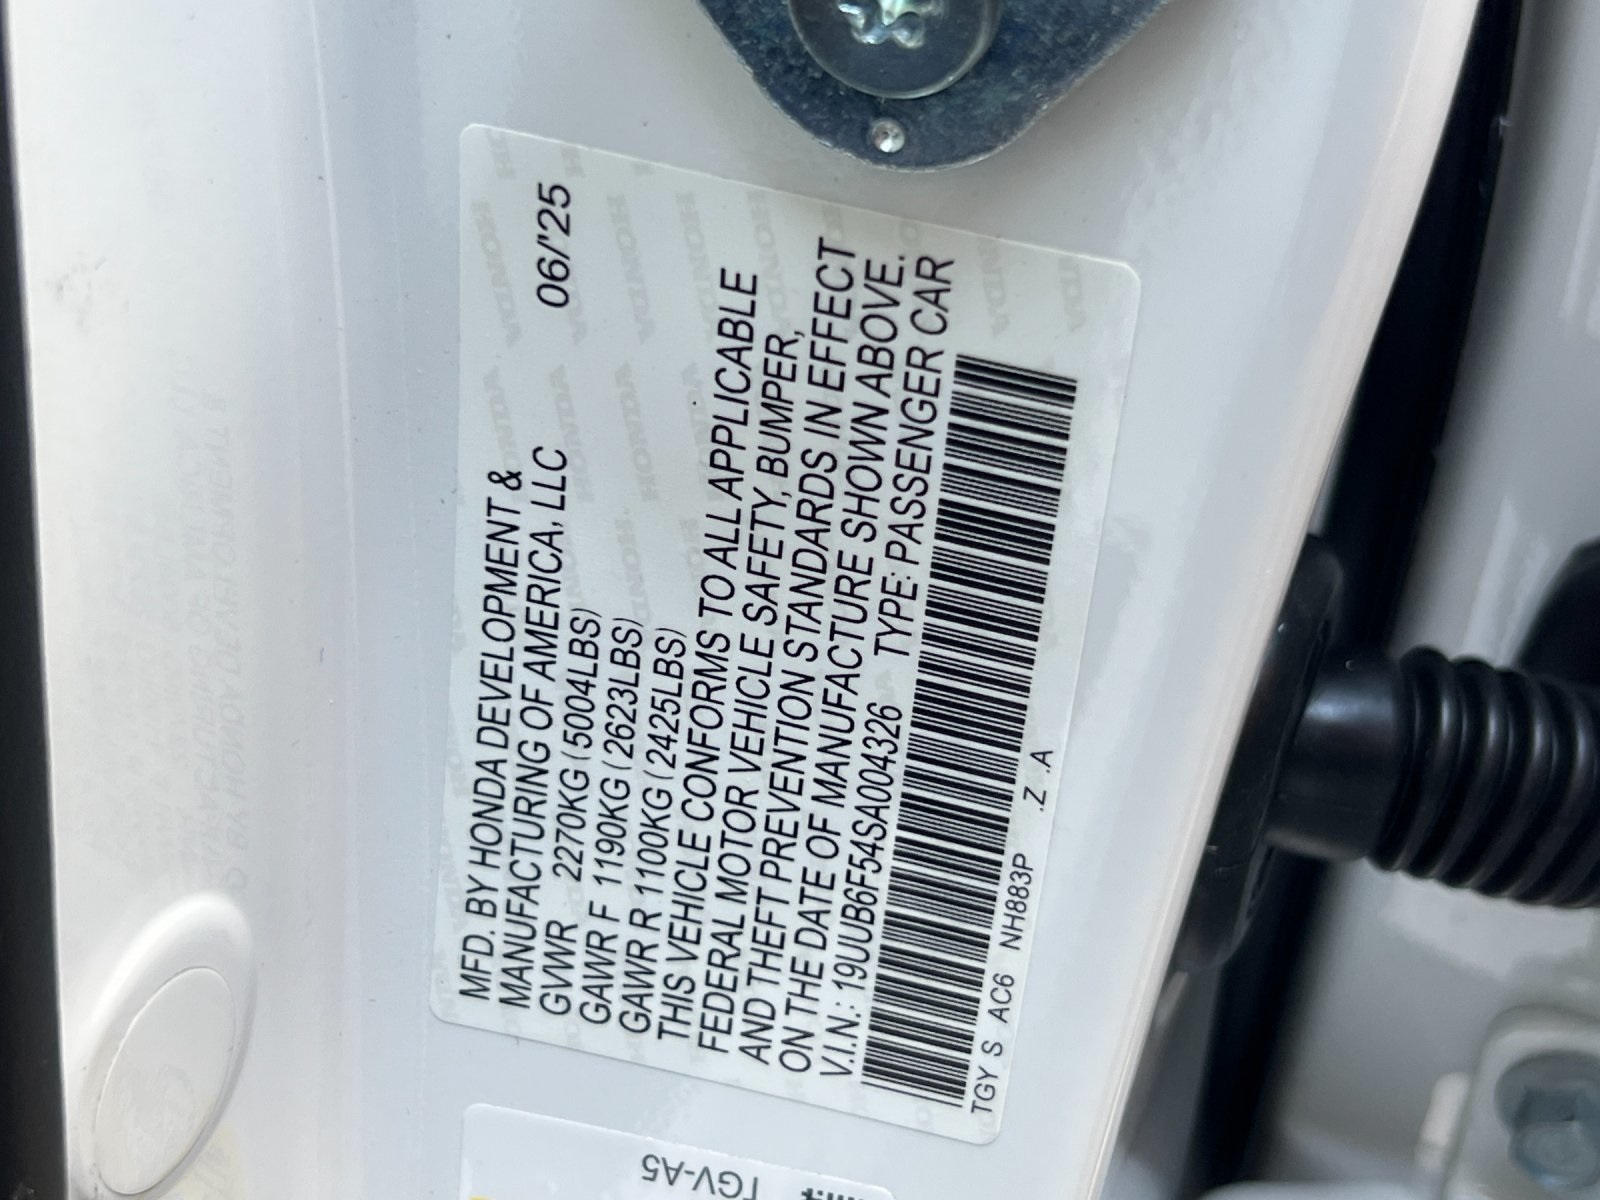 MFD. BY HONDA DEVELOPMENT &
MANUFACTURING OF AMERICA, LLC 06/'25
GVWR 2270KG (5004LBS)
GAWR F 1190KG (2623LBS)
GAWR R 1100KG (2425LBS)
THIS VEHICLE CONFORMS TO ALL APPLICABLE
FEDERAL MOTOR VEHICLE SAFETY, BUMPER,
AND THEFT PREVENTION STANDARDS IN EFFECT
ON THE DATE OF MANUFACTURE SHOWN ABOVE.
V.I.N.: 19UUB6F54SA004326 TYPE: PASSENGER CAR
TGY S AC6 NH883P .Z .A
TGV-A5